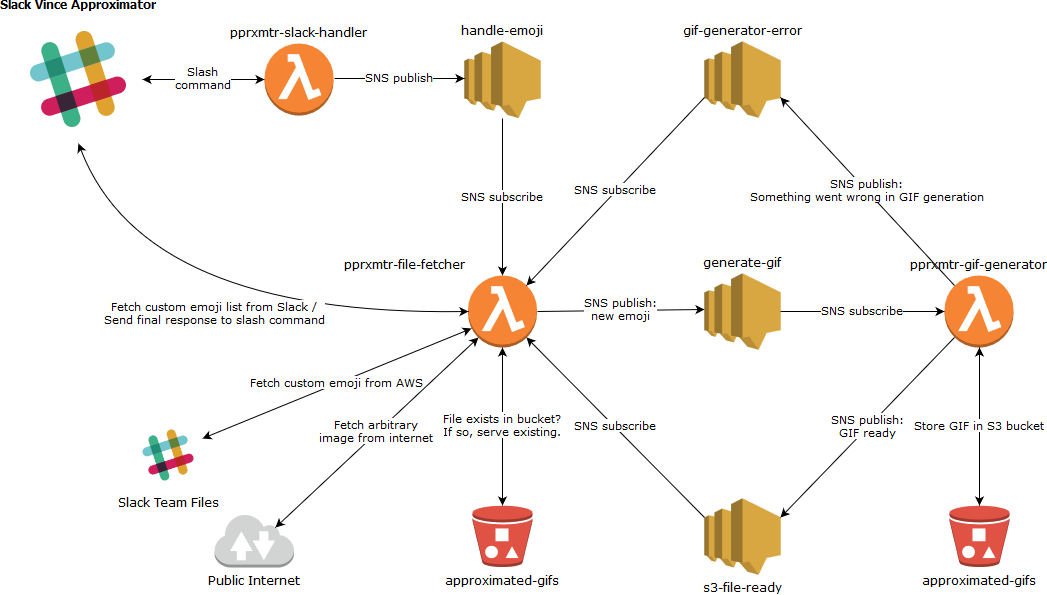 Slack Vince Approximator
pprxmtr-slack-handler
handle-emoji
gif-generator-error
Slash
command
SNS publish
SNS subscribe
SNS subscribe
SNS publish:
Something went wrong in GIF generation
pprxmtr-file-fetcher
generate-gif
pprxmtr-gif-generator
Fetch custom emoji list from Slack /
Send final response to slash command
SNS publish:
new emoji
SNS subscribe
Fetch custom emoji from AWS
Fetch arbitrary
image from internet
File exists in bucket?
If so, serve existing.
SNS subscribe
SNS publish:
GIF ready
Store GIF in S3 bucket
Slack Team Files
Public Internet
approximated-gifs
s3-file-ready
approximated-gifs